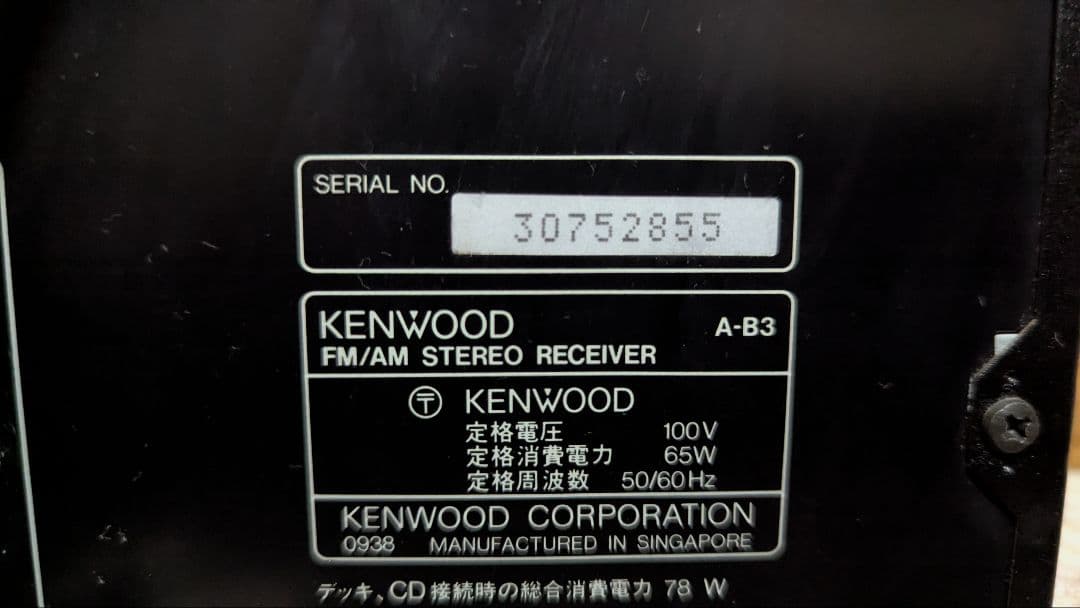 SERIAL NO.
30752855
KENWOOD A-B3
FM/AM STEREO RECEIVER
〒 KENWOOD
定格電圧 100V
定格消費電力 65W
定格周波数 50/60Hz
KENWOOD CORPORATION
0938 MANUFACTURED IN SINGAPORE
デッキ、CD接続時の総合消費電力 78 W